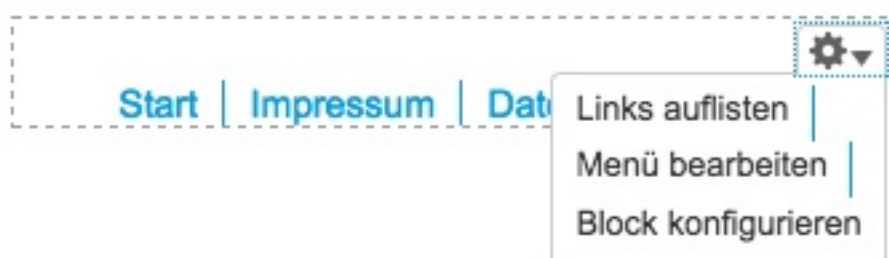 Start Impressum
Links auflisten
Menü bearbeiten
Block konfigurieren